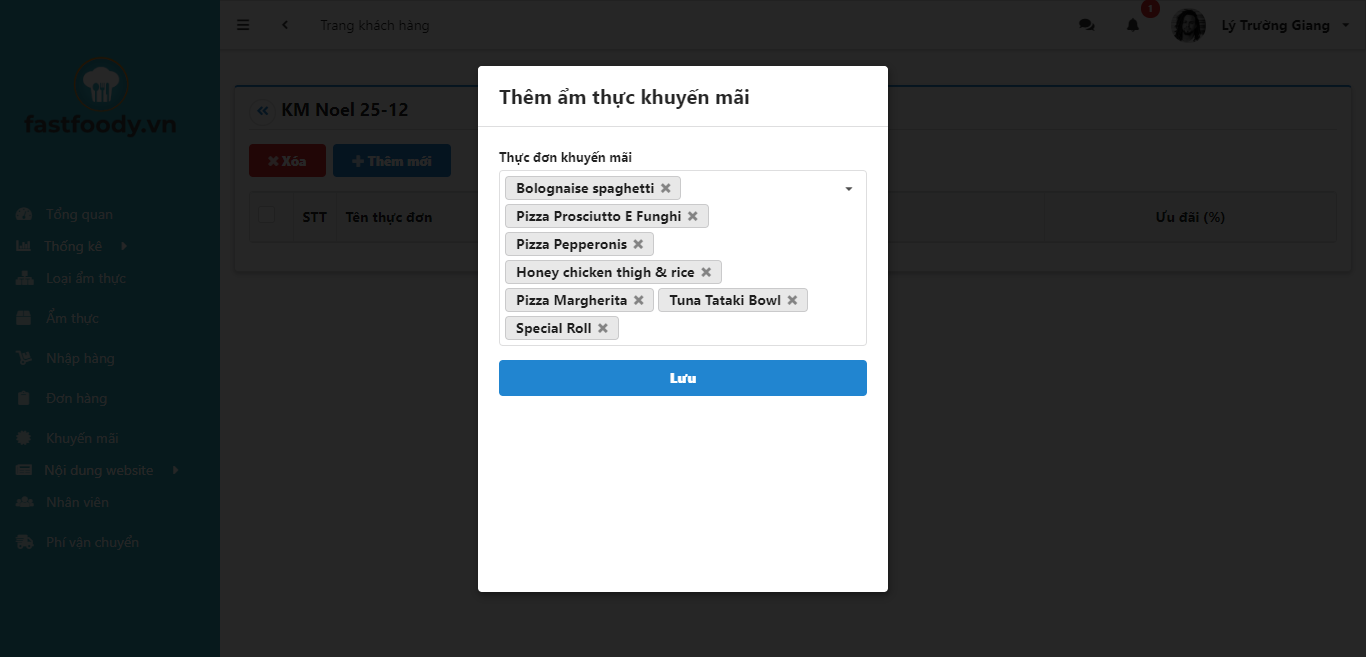 fastfoody.vn
Tổng quan
Thống kê
Loại ẩm thực
Ẩm thực
Nhập hàng
Đơn hàng
Khuyến mãi
Nội dung website
Nhân viên
Phí vận chuyển
Trang khách hàng
1
Lý Trường Giang
KM Noel 25-12
Xóa
Thêm mới
STT Tên thực đơn Ưu đãi (%)
Thêm ẩm thực khuyến mãi
Thực đơn khuyến mãi
Bolognaise spaghetti
Pizza Prosciutto E Funghi
Pizza Pepperonis
Honey chicken thigh & rice
Pizza Margherita Tuna Tataki Bowl
Special Roll
Lưu